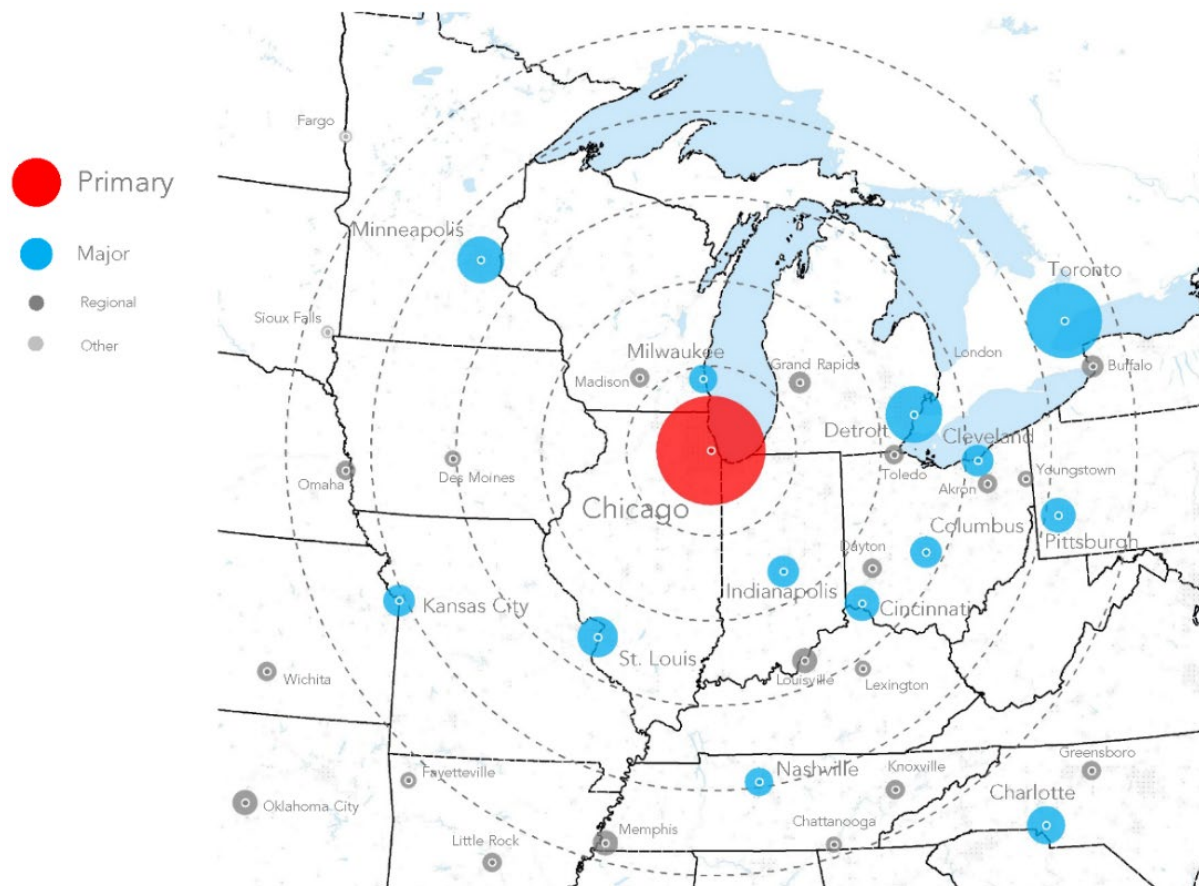 Primary
Major
Regional
Other
Fargo
Minneapolis
Toronto
Sioux Falls
Milwaukee
London
Madison
Grand Rapids
Buffalo
Detroit
Cleveland
Toledo
Youngstown
Omaha
Des Moines
Akron
Chicago
Columbus
Pittsburgh
Dayton
Indianapolis
Kansas City
Cincinnati
St. Louis
Wichita
Louisville
Lexington
Greensboro
Fayetteville
Nashville
Knoxville
Charlotte
Oklahoma City
Memphis
Chattanooga
Little Rock